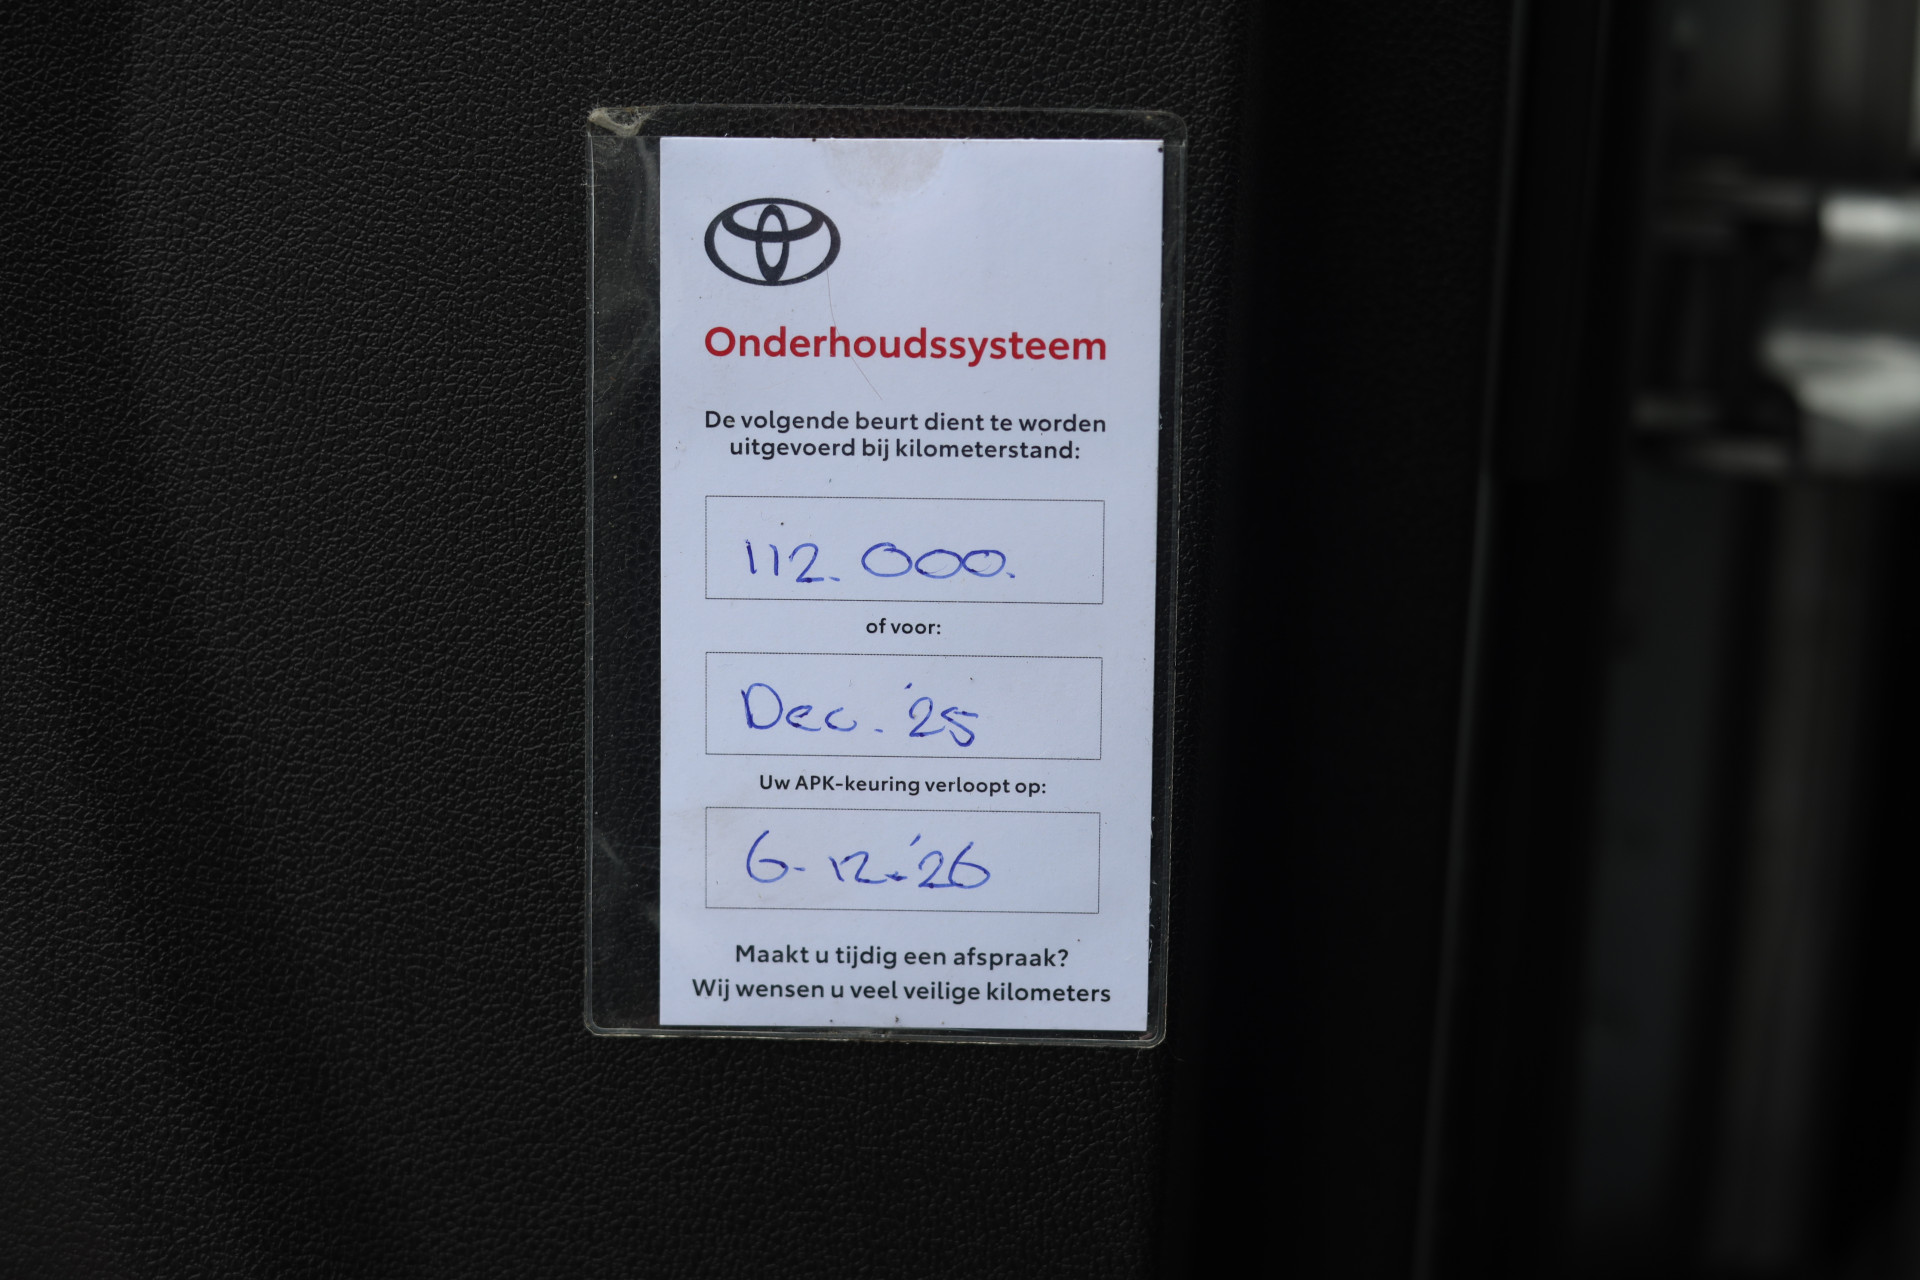 Onderhoudssysteem
De volgende beurt dient te worden
uitgevoerd bij kilometerstand:
112.000.
of voor:
Dec. '25
Uw APK-keuring verloopt op:
6-12-'26
Maakt u tijdig een afspraak?
Wij wensen u veel veilige kilometers